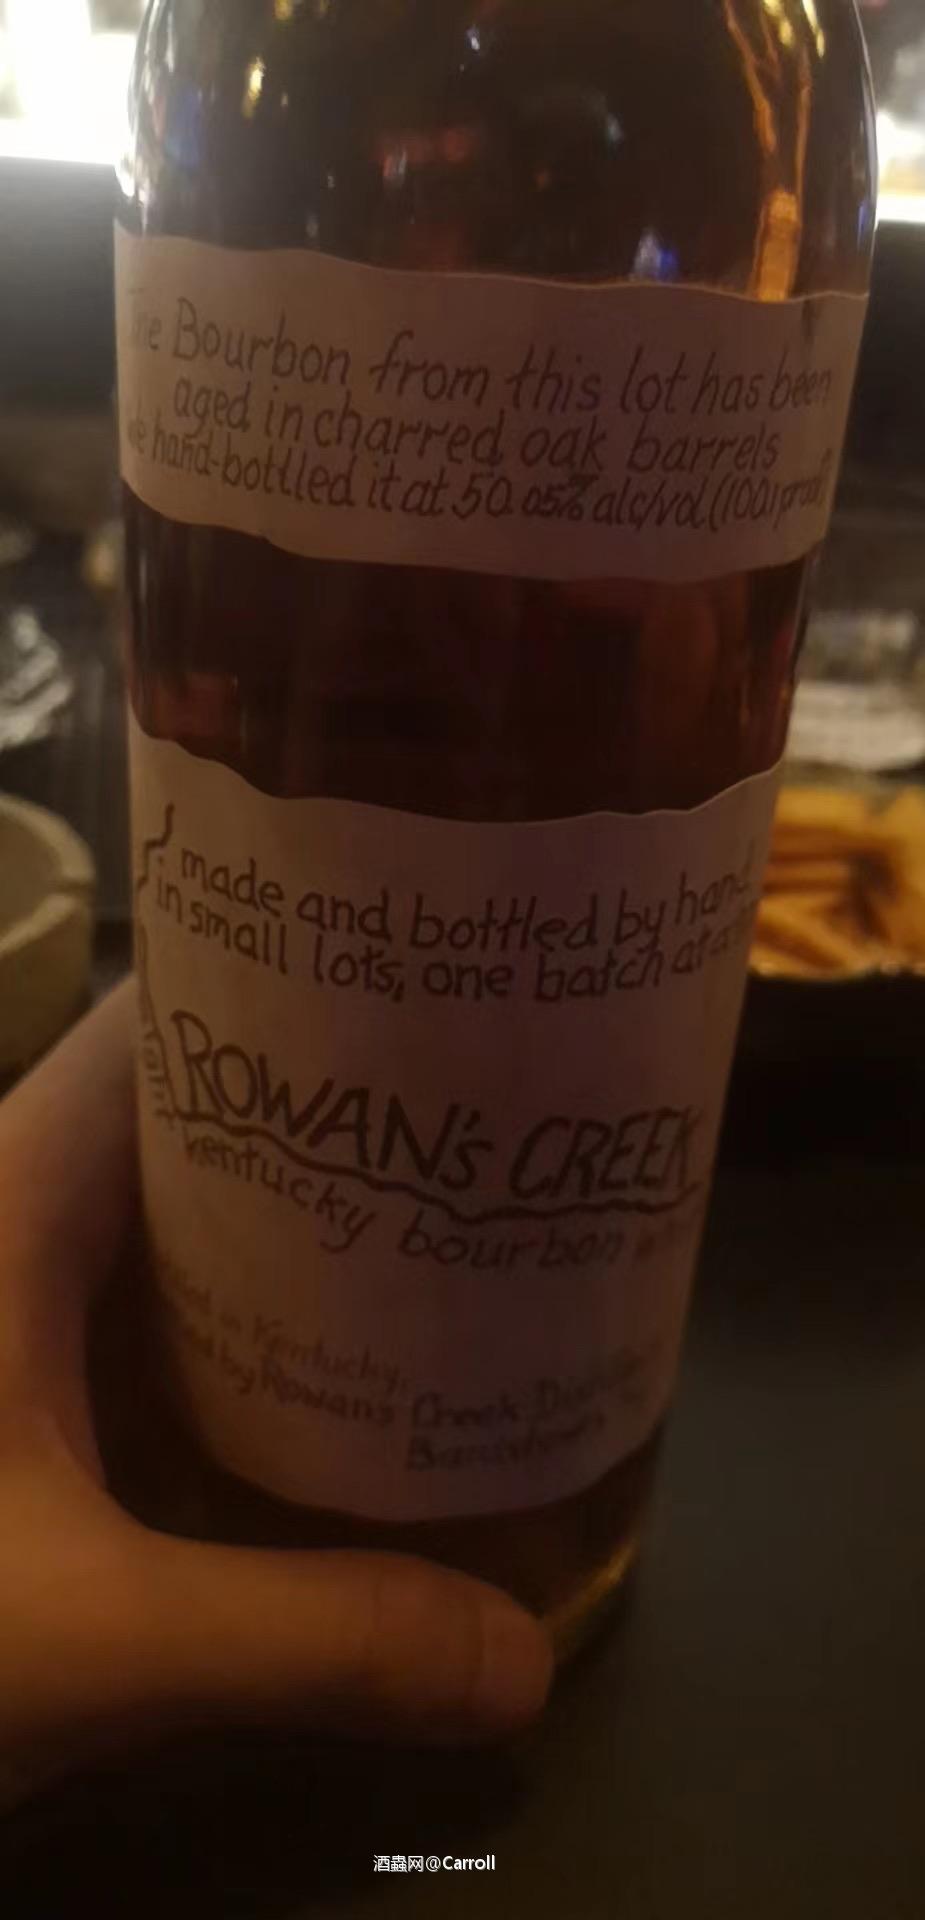 Bourbon from this lot has been
aged in charred oak barrels
hand-bottled it at 50.05% alc/vol (100.1 proof)
made and bottled by hand
in small lots, one batch at a
ROWAN's CREEK
Kentucky bourbon
in Kentucky,
by Rowan's Creek
酒蟲网@Carroll